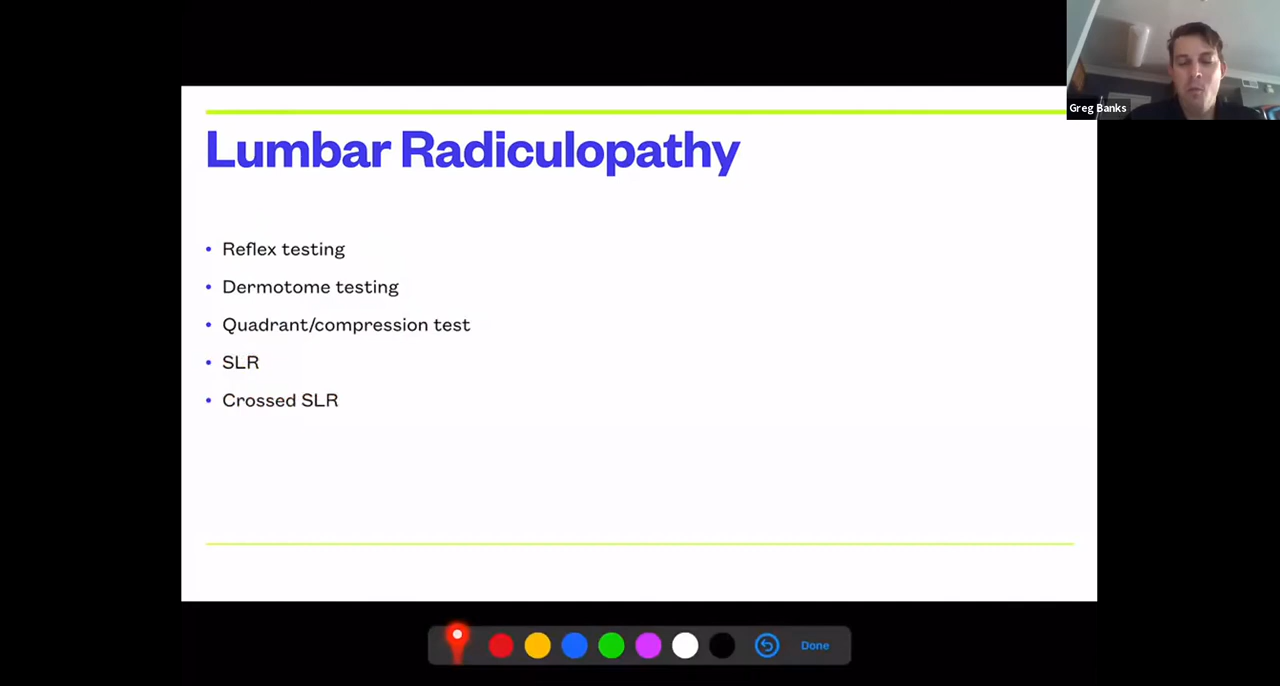 Lumbar Radiculopathy
• Reflex testing
• Dermotome testing
• Quadrant/compression test
• SLR
• Crossed SLR
Greg Banks
Done